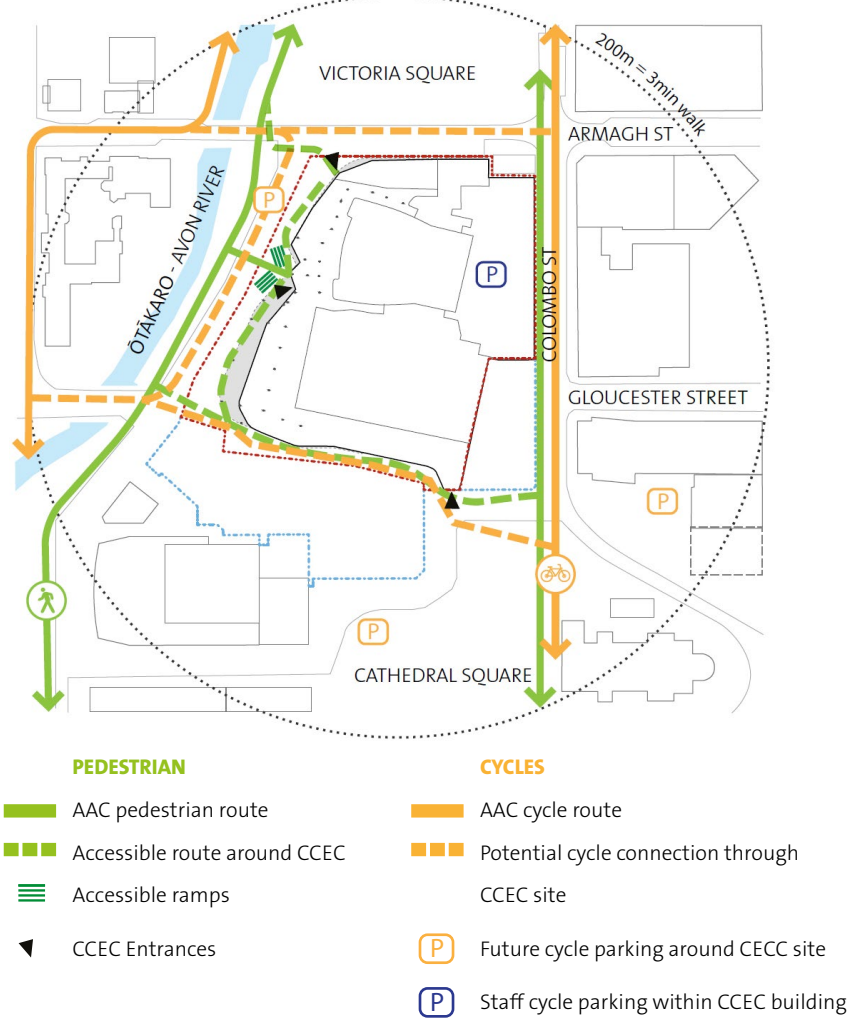 VICTORIA SQUARE
200m = 3min walk
ARMAGH ST
P
ŌTĀKARO - AVON RIVER
P
COLOMBO ST
GLOUCESTER STREET
P
P
CATHEDRAL SQUARE
PEDESTRIAN
AAC pedestrian route
Accessible route around CCEC
Accessible ramps
CCEC Entrances
CYCLES
AAC cycle route
Potential cycle connection through
CCEC site
P Future cycle parking around CECC site
P Staff cycle parking within CCEC building